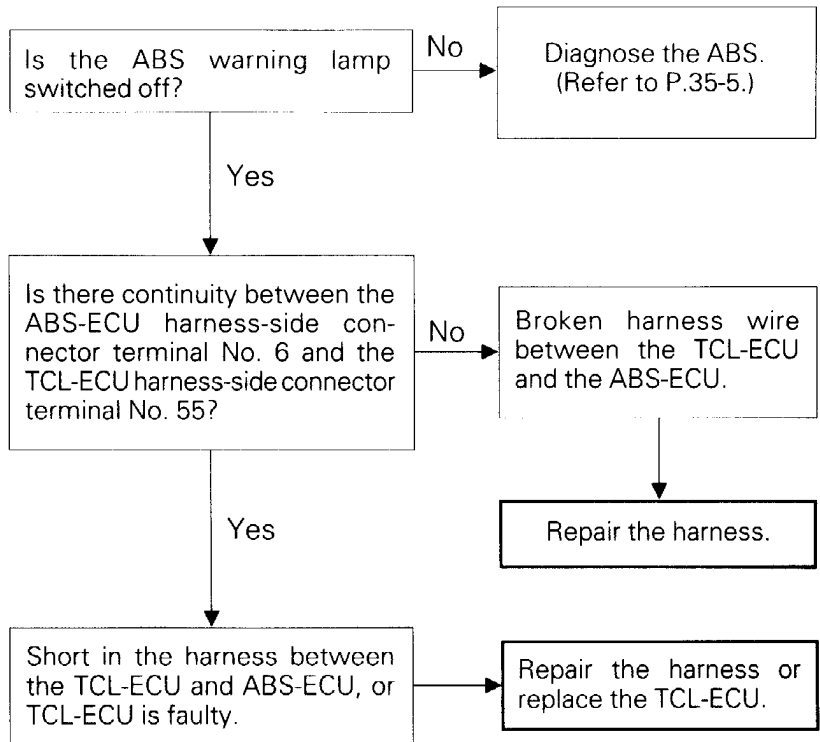 Is the ABS warning lamp
switched off?
No
Diagnose the ABS.
(Refer to P.35-5.)
Yes
Is there continuity between the
ABS-ECU harness-side con-
nector terminal No. 6 and the
TCL-ECU harness-side connector
terminal No. 55?
No
Broken harness wire
between the TCL-ECU
and the ABS-ECU.
Repair the harness.
Yes
Short in the harness between
the TCL-ECU and ABS-ECU, or
TCL-ECU is faulty.
Repair the harness or
replace the TCL-ECU.